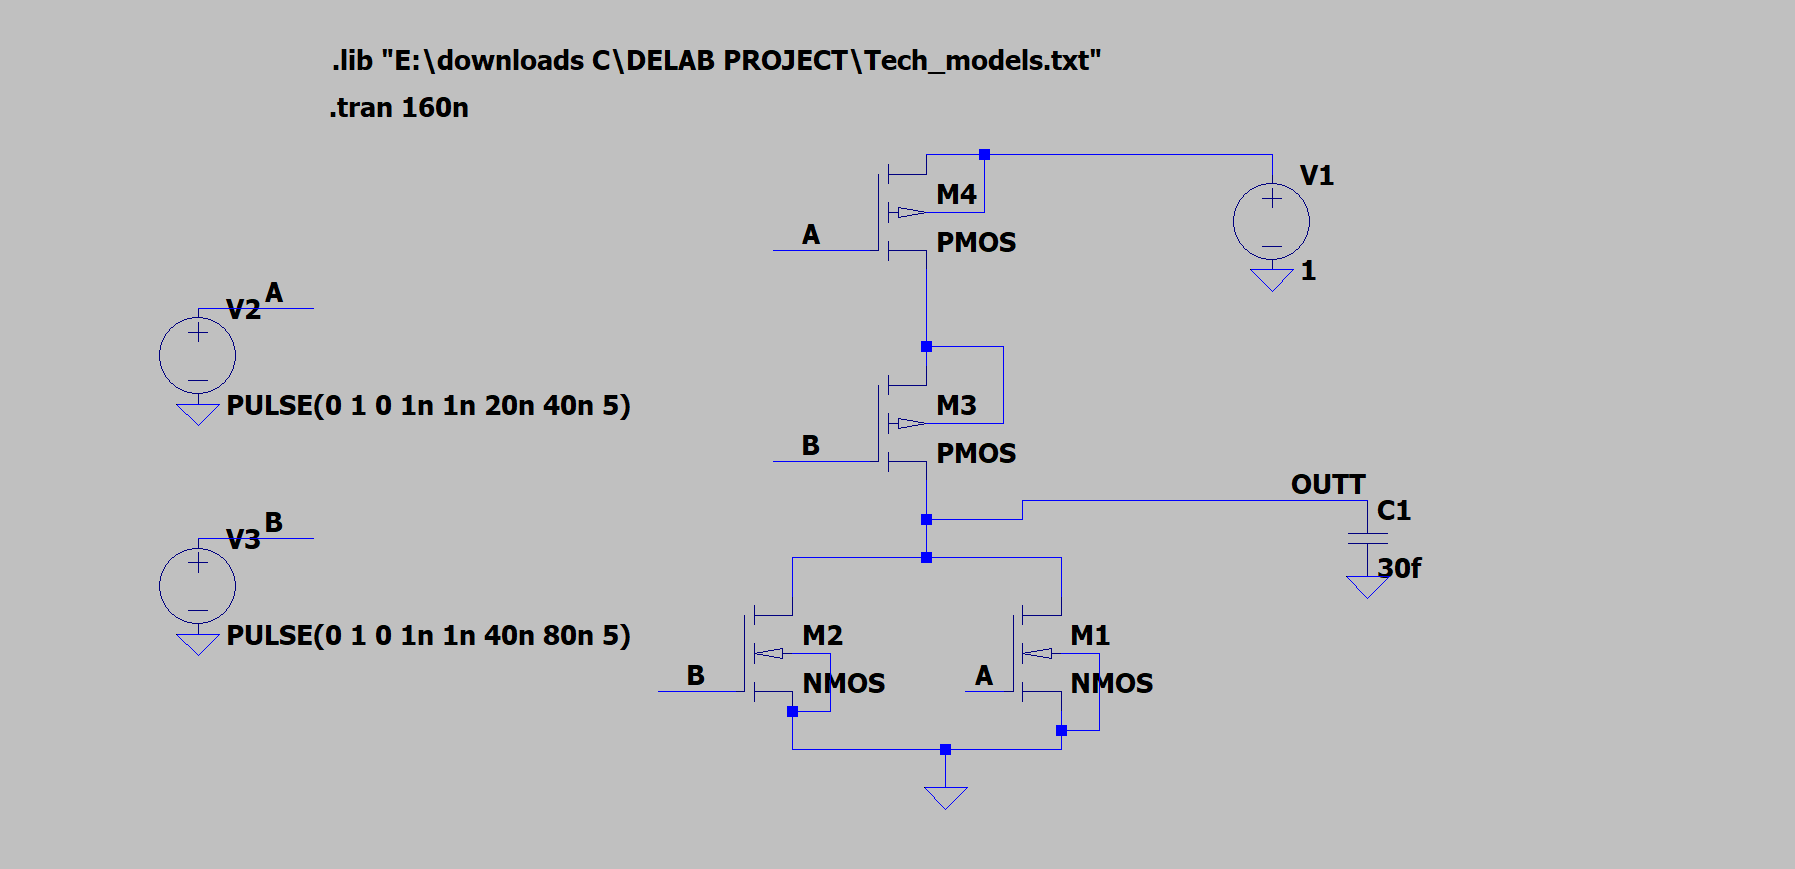 .lib "E:\downloads C\DELAB PROJECT\Tech_models.txt"
.tran 160n
V1
1
M4
PMOS
A
A
V2
PULSE(0 1 0 1n 1n 20n 40n 5)
M3
PMOS
B
OUTT
C1
30f
B
V3
PULSE(0 1 0 1n 1n 40n 80n 5)
M2
NMOS
B
M1
NMOS
A